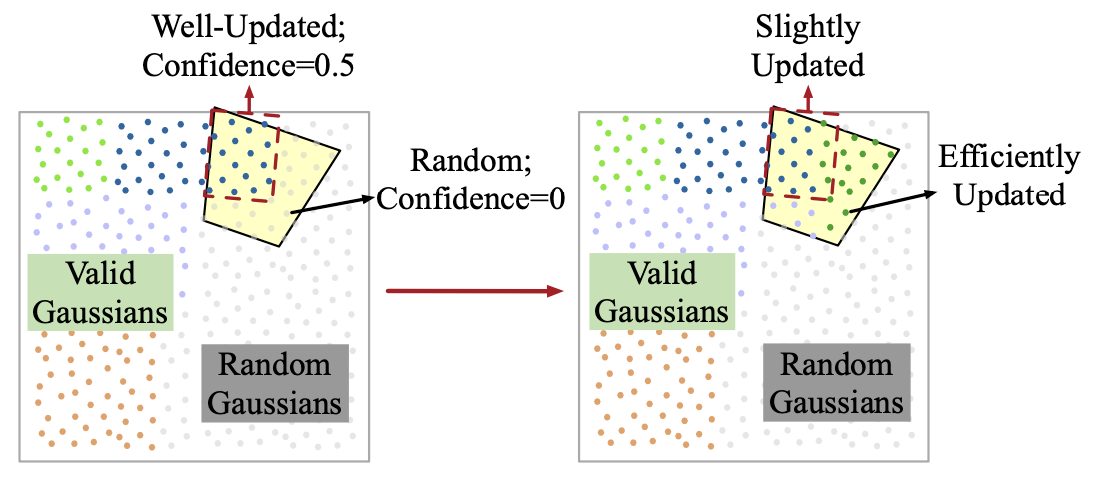 Well-Updated;
Confidence=0.5
Random;
Confidence=0
Valid
Gaussians
Random
Gaussians
Slightly
Updated
Efficiently
Updated
Valid
Gaussians
Random
Gaussians